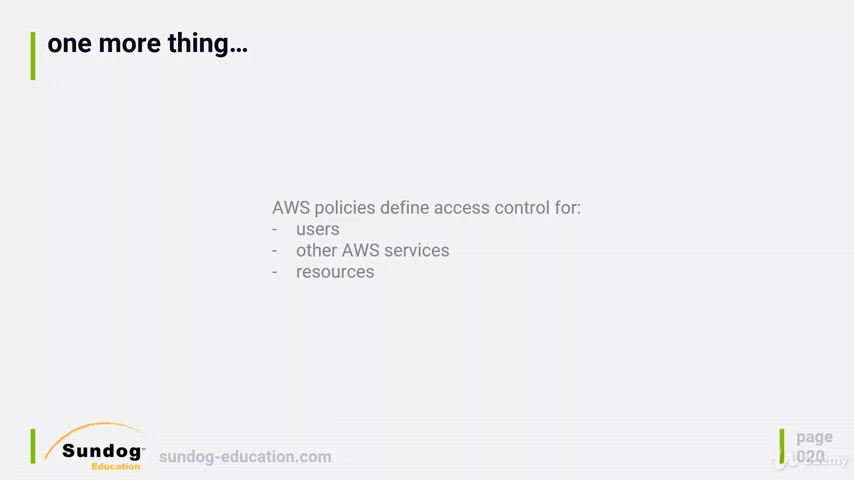 one more thing...
AWS policies define access control for:
- users
- other AWS services
- resources
Sundog
Education
sundog-education.com
page
020
Udemy